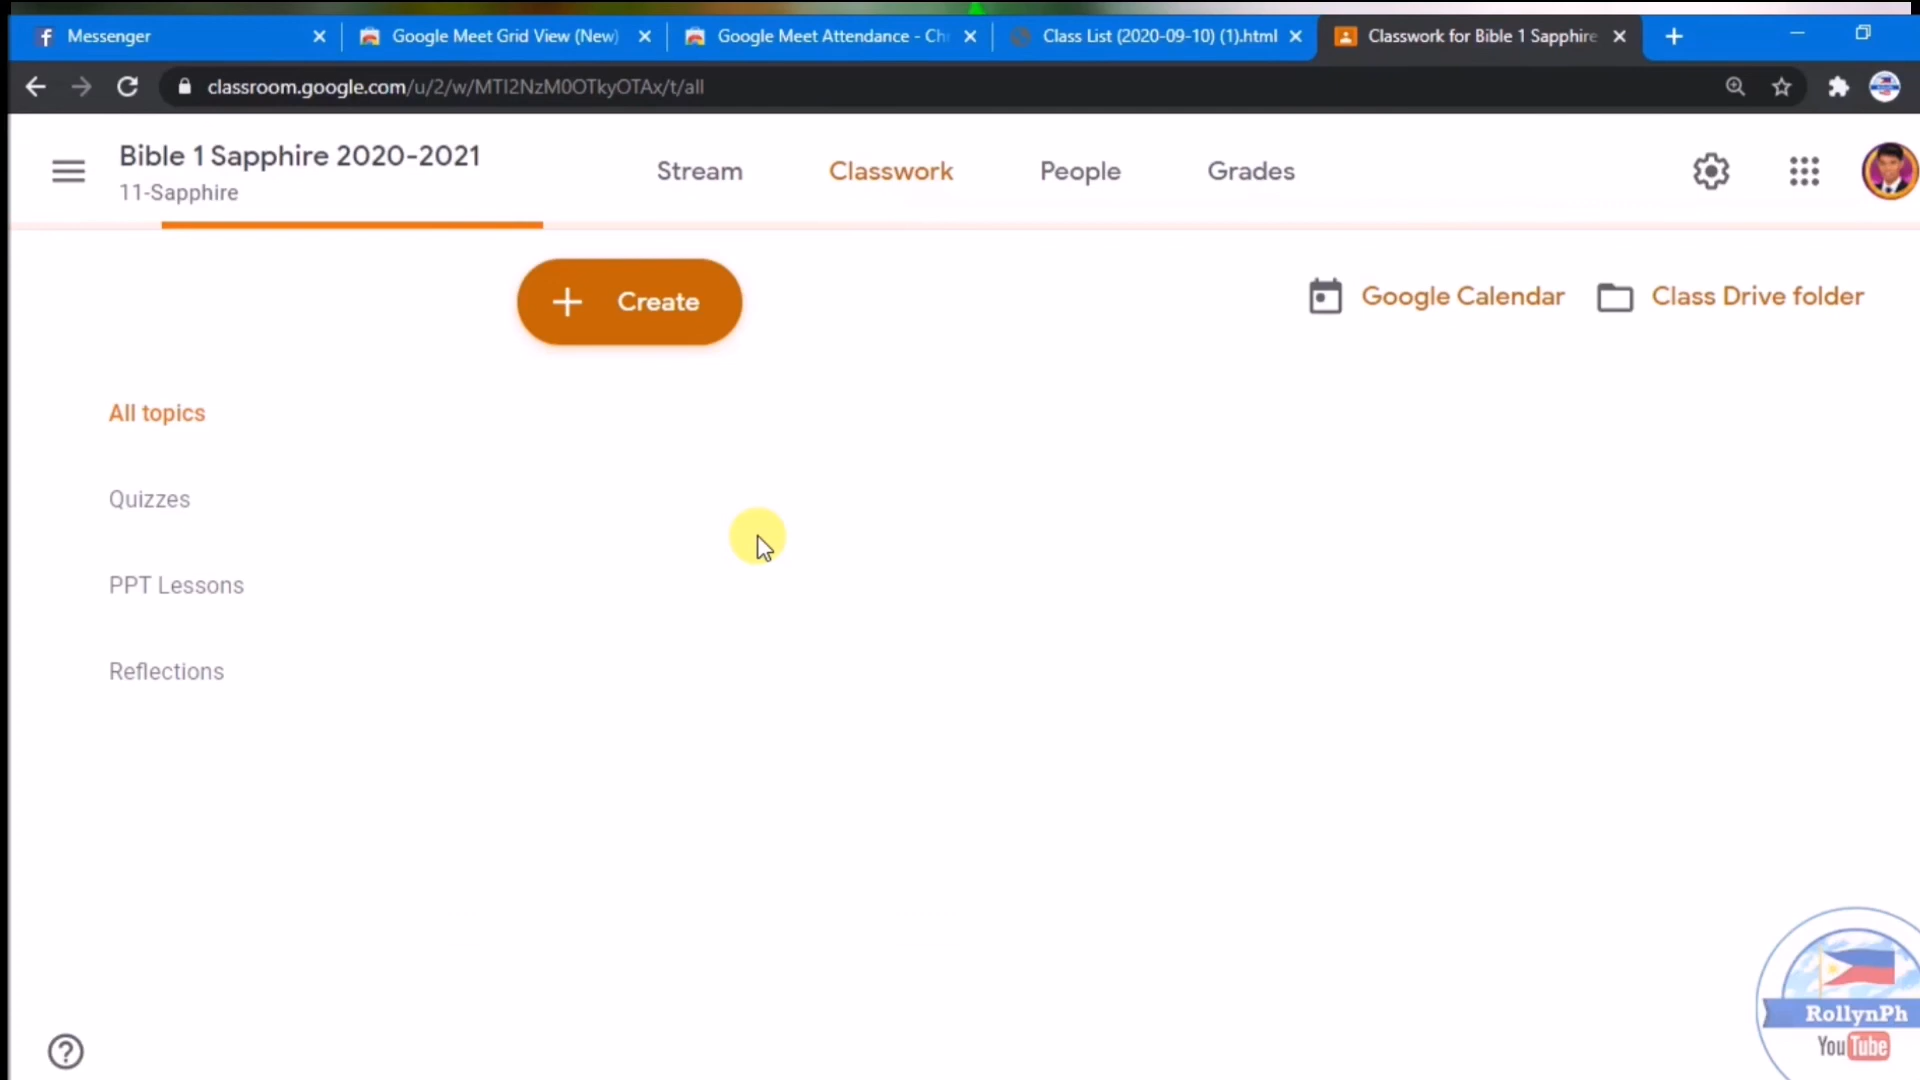 Messenger
Google Meet Grid View (New)
Google Meet Attendance - Ch
Class List (2020-09-10) (1).html
Classwork for Bible 1 Sapphire
classroom.google.com/u/2/w/MTI2NzM0OTkyOTAx/t/all
Bible 1 Sapphire 2020-2021
11-Sapphire
Stream
Classwork
People
Grades
Create
Google Calendar
Class Drive folder
All topics
Quizzes
PPT Lessons
Reflections
RollynPh
YouTube